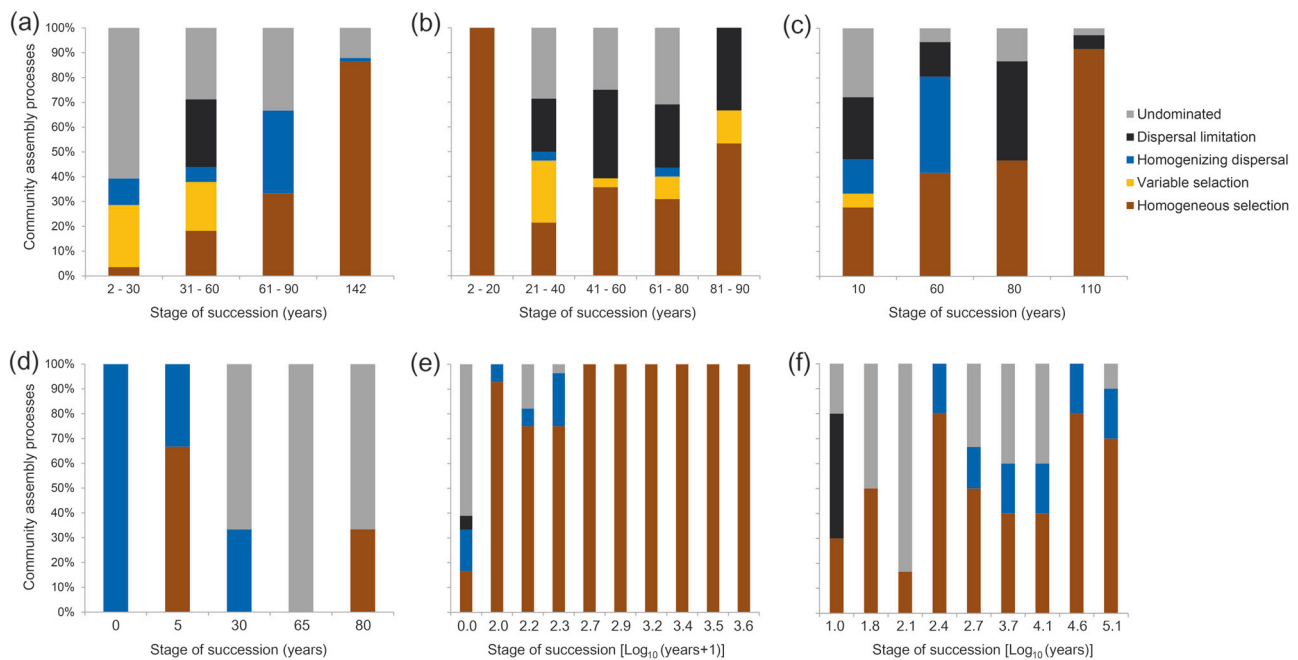 (a)
Community assembly processes
100%
90%
80%
70%
60%
50%
40%
30%
20%
10%
0%
2 - 30 31 - 60 61 - 90 142
Stage of succession (years)
(b)
2 - 20 21 - 40 41 - 60 61 - 80 81 - 90
Stage of succession (years)
(c)
10 60 80 110
Stage of succession (years)
Undominated
Dispersal limitation
Homogenizing dispersal
Variable selaction
Homogeneous selection
(d)
Community assembly processes
100%
90%
80%
70%
60%
50%
40%
30%
20%
10%
0%
0 5 30 65 80
Stage of succession (years)
(e)
0.0 2.0 2.2 2.3 2.7 2.9 3.2 3.4 3.5 3.6
Stage of succession [Log10 (years+1)]
(f)
1.0 1.8 2.1 2.4 2.7 3.7 4.1 4.6 5.1
Stage of succession [Log10 (years)]